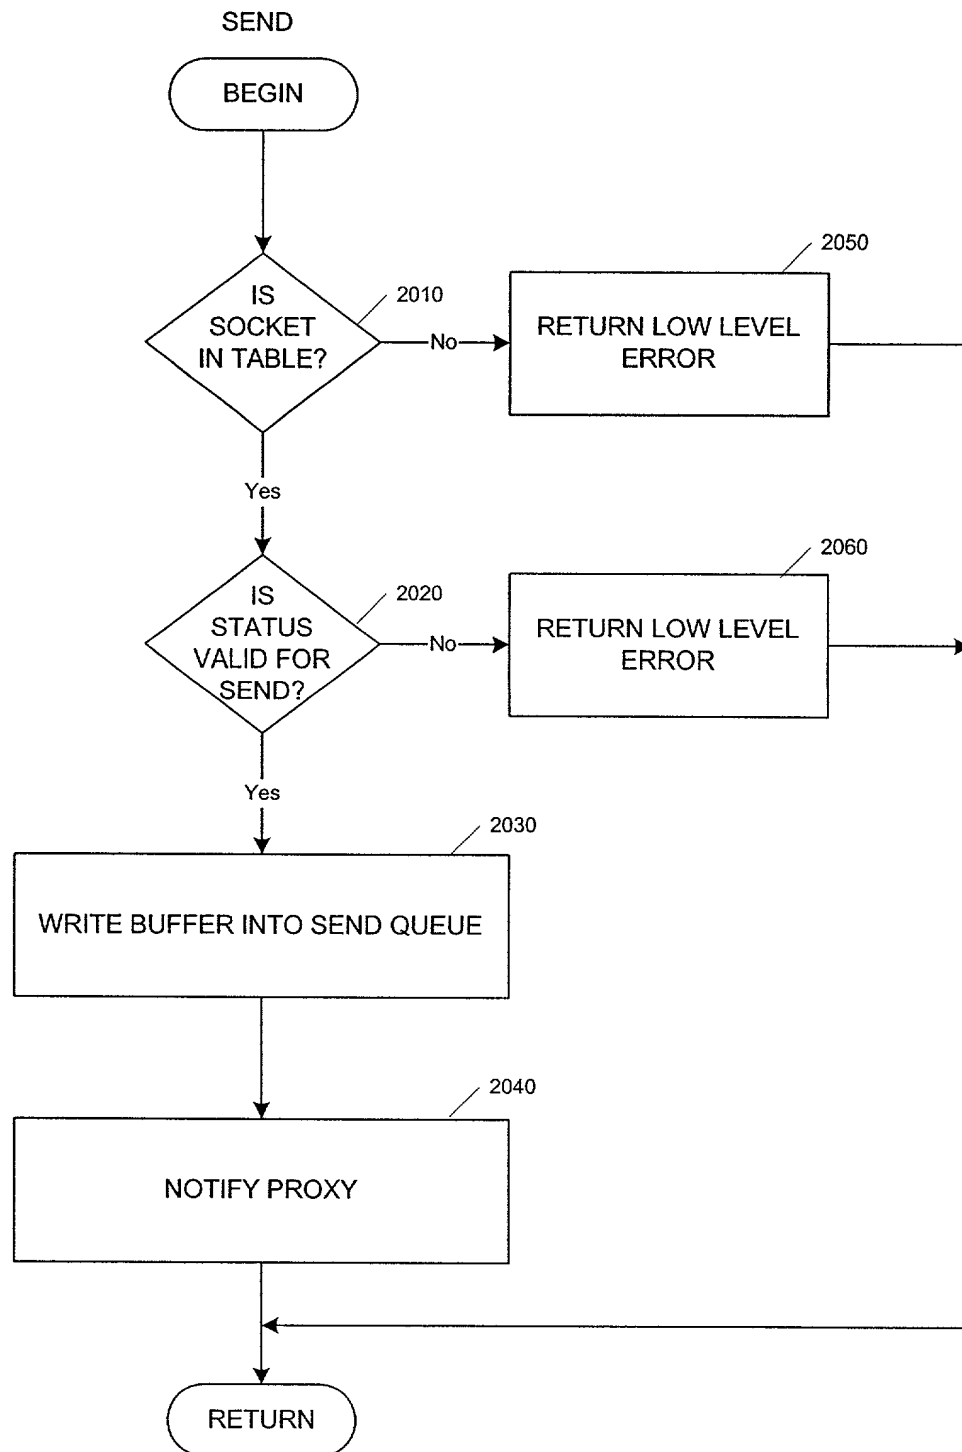 SEND
BEGIN
2050
IS
SOCKET
IN TABLE?
2010
No
RETURN LOW LEVEL
ERROR
Yes
2060
IS
STATUS
VALID FOR
SEND?
2020
No
RETURN LOW LEVEL
ERROR
Yes
2030
WRITE BUFFER INTO SEND QUEUE
2040
NOTIFY PROXY
RETURN